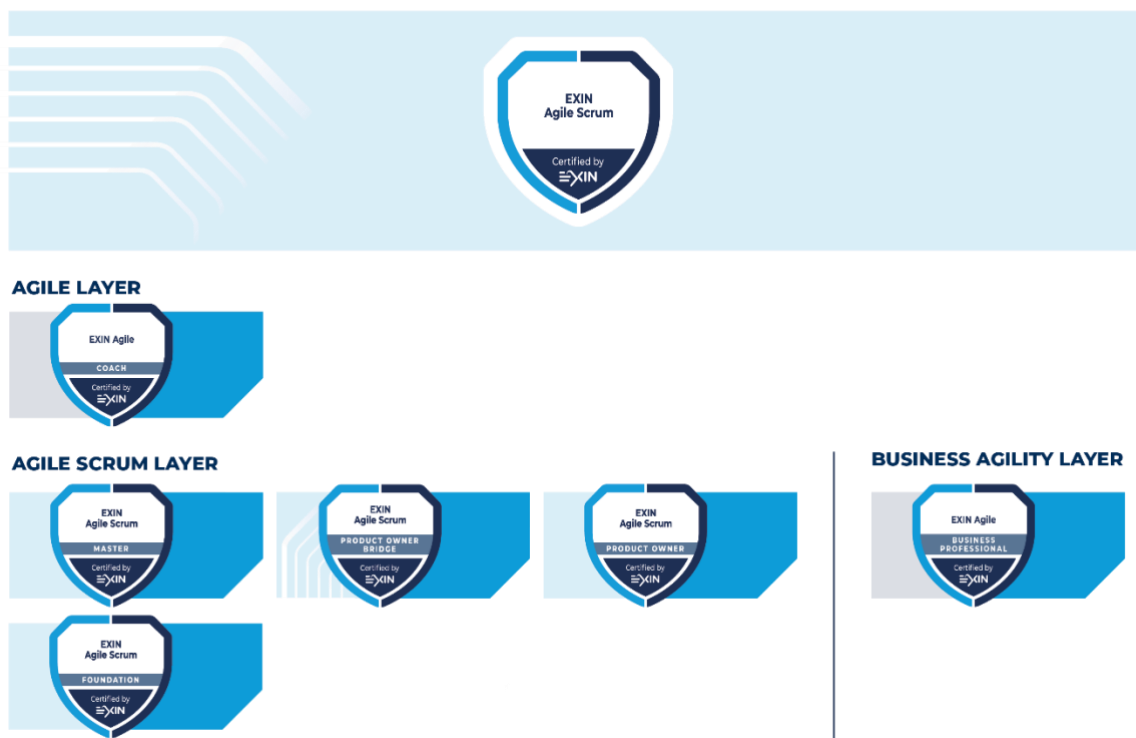 EXIN
Agile Scrum
Certified by
EXIN
AGILE LAYER
EXIN Agile
COACH
Certified by
EXIN
AGILE SCRUM LAYER
EXIN
Agile Scrum
MASTER
Certified by
EXIN
EXIN
Agile Scrum
PRODUCT OWNER
BRIDGE
Certified by
EXIN
EXIN
Agile Scrum
PRODUCT OWNER
Certified by
EXIN
BUSINESS AGILITY LAYER
EXIN Agile
BUSINESS
PROFESSIONAL
Certified by
EXIN
EXIN
Agile Scrum
FOUNDATION
Certified by
EXIN